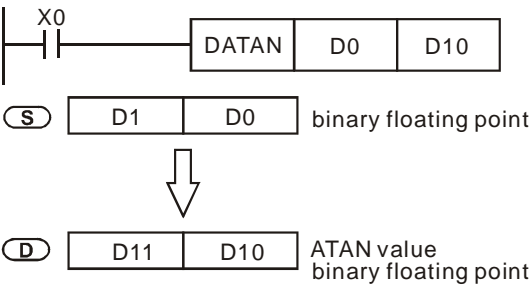 X0
DATAN D0 D10
S D1 D0 binary floating point
D D11 D10 ATAN value
binary floating point